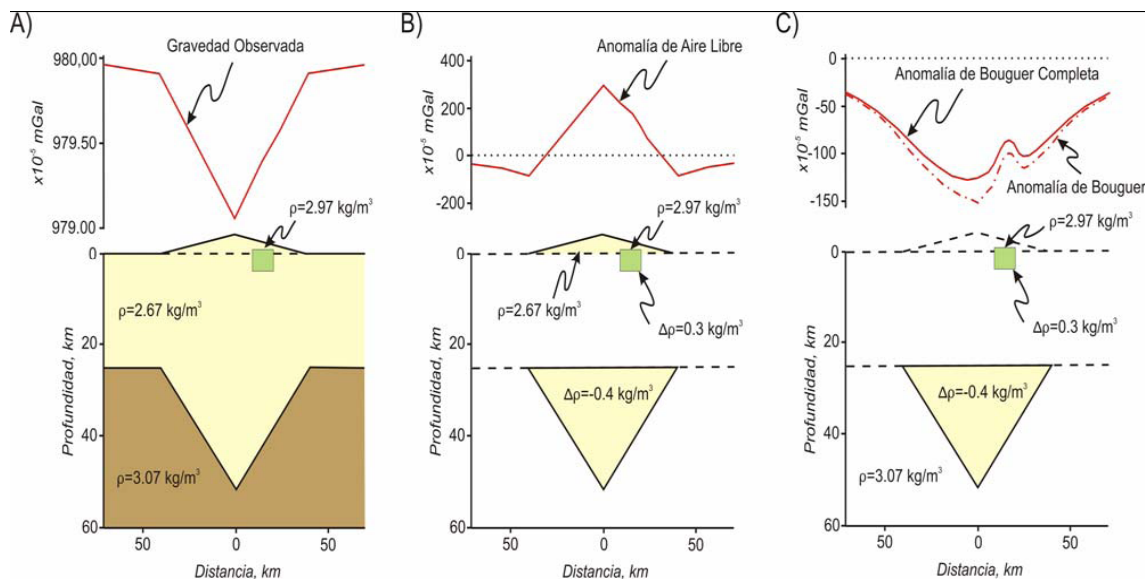 A)
Gravedad Observada
980,00
979.50
979.00
x10⁻⁵ mGal
ρ=2.97 kg/m³
0
20
40
60
Profundidad, km
ρ=2.67 kg/m³
ρ=3.07 kg/m³
50 0 50
Distancia, km
B)
Anomalía de Aire Libre
400
200
0
-200
x10⁻⁵ mGal
ρ=2.97 kg/m³
0
20
40
60
Profundidad, km
ρ=2.67 kg/m³
Δρ=0.3 kg/m³
Δρ=-0.4 kg/m³
50 0 50
Distancia, km
C)
0
-50
-100
-150
x10⁻⁵ mGal
Anomalía de Bouguer Completa
Anomalía de Bouguer
ρ=2.97 kg/m³
0
20
40
60
Profundidad, km
Δρ=0.3 kg/m³
Δρ=-0.4 kg/m³
ρ=3.07 kg/m³
50 0 50
Distancia, km